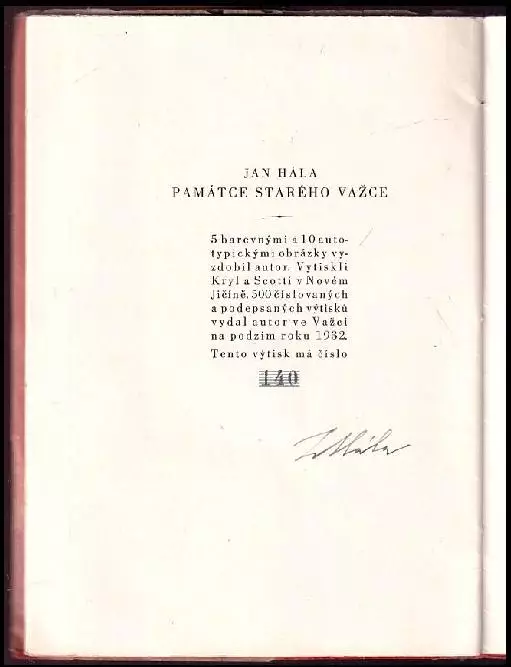 JAN HÁLA
PAMÁTCE STARÉHO VAŽCE
5 barevnými a 10 auto-
typickými obrázky vy-
zdobil autor. Vytiskli
Kryl a Scotti v Novém
Jičíně. 500 číslovaných
a podepsaných výtisků
vydal autor ve Važci
na podzim roku 1932.
Tento výtisk má číslo
140
JHála